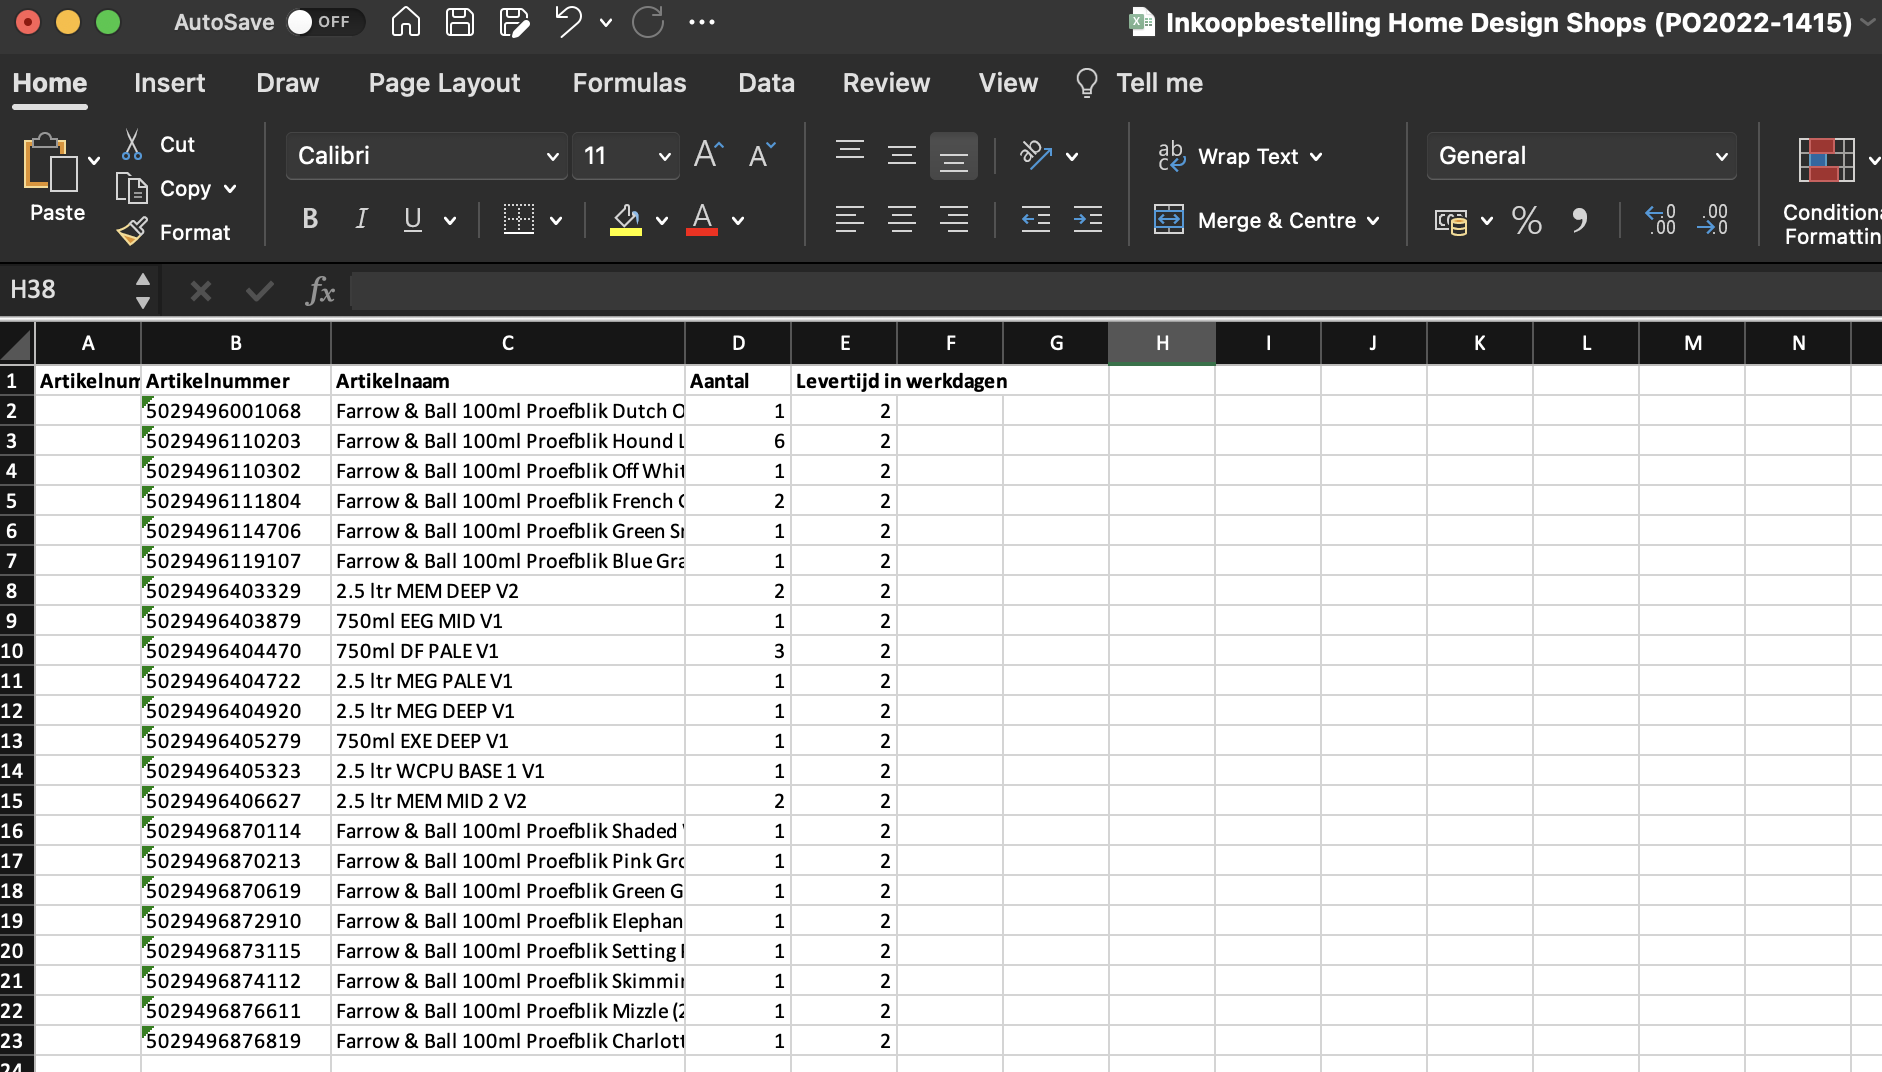 AutoSave OFF Inkoopbestelling Home Design Shops (PO2022-1415)
Home Insert Draw Page Layout Formulas Data Review View Tell me
Paste Cut Copy Format
Calibri 11
Wrap Text
Merge & Centre
General
B I U
H38 fx
A B C D E F G H I J K L M N
1 Artikelnum Artikelnummer Artikelnaam Aantal Levertijd in werkdagen
2 5029496001068 Farrow & Ball 100ml Proefblik Dutch O 1 2
3 5029496110203 Farrow & Ball 100ml Proefblik Hound L 6 2
4 5029496110302 Farrow & Ball 100ml Proefblik Off Whit 1 2
5 5029496111804 Farrow & Ball 100ml Proefblik French 2 2
6 5029496114706 Farrow & Ball 100ml Proefblik Green 1 2
7 5029496119107 Farrow & Ball 100ml Proefblik Blue Gra 1 2
8 5029496403329 2.5 ltr MEM DEEP V2 2 2
9 5029496403879 750ml EEG MID V1 1 2
10 5029496404470 750ml DF PALE V1 3 2
11 5029496404722 2.5 ltr MEG PALE V1 1 2
12 5029496404920 2.5 ltr MEG DEEP V1 1 2
13 5029496405279 750ml EXE DEEP V1 1 2
14 5029496405323 2.5 ltr WCPU BASE 1 V1 1 2
15 5029496406627 2.5 ltr MEM MID 2 V2 2 2
16 5029496870114 Farrow & Ball 100ml Proefblik Shaded 1 2
17 5029496870213 Farrow & Ball 100ml Proefblik Pink Gro 1 2
18 5029496870619 Farrow & Ball 100ml Proefblik Green G 1 2
19 5029496872910 Farrow & Ball 100ml Proefblik Elephan 1 2
20 5029496873115 Farrow & Ball 100ml Proefblik Setting 1 2
21 5029496874112 Farrow & Ball 100ml Proefblik Skimmin 1 2
22 5029496876611 Farrow & Ball 100ml Proefblik Mizzle (2 1 2
23 5029496876819 Farrow & Ball 100ml Proefblik Charlott 1 2
24